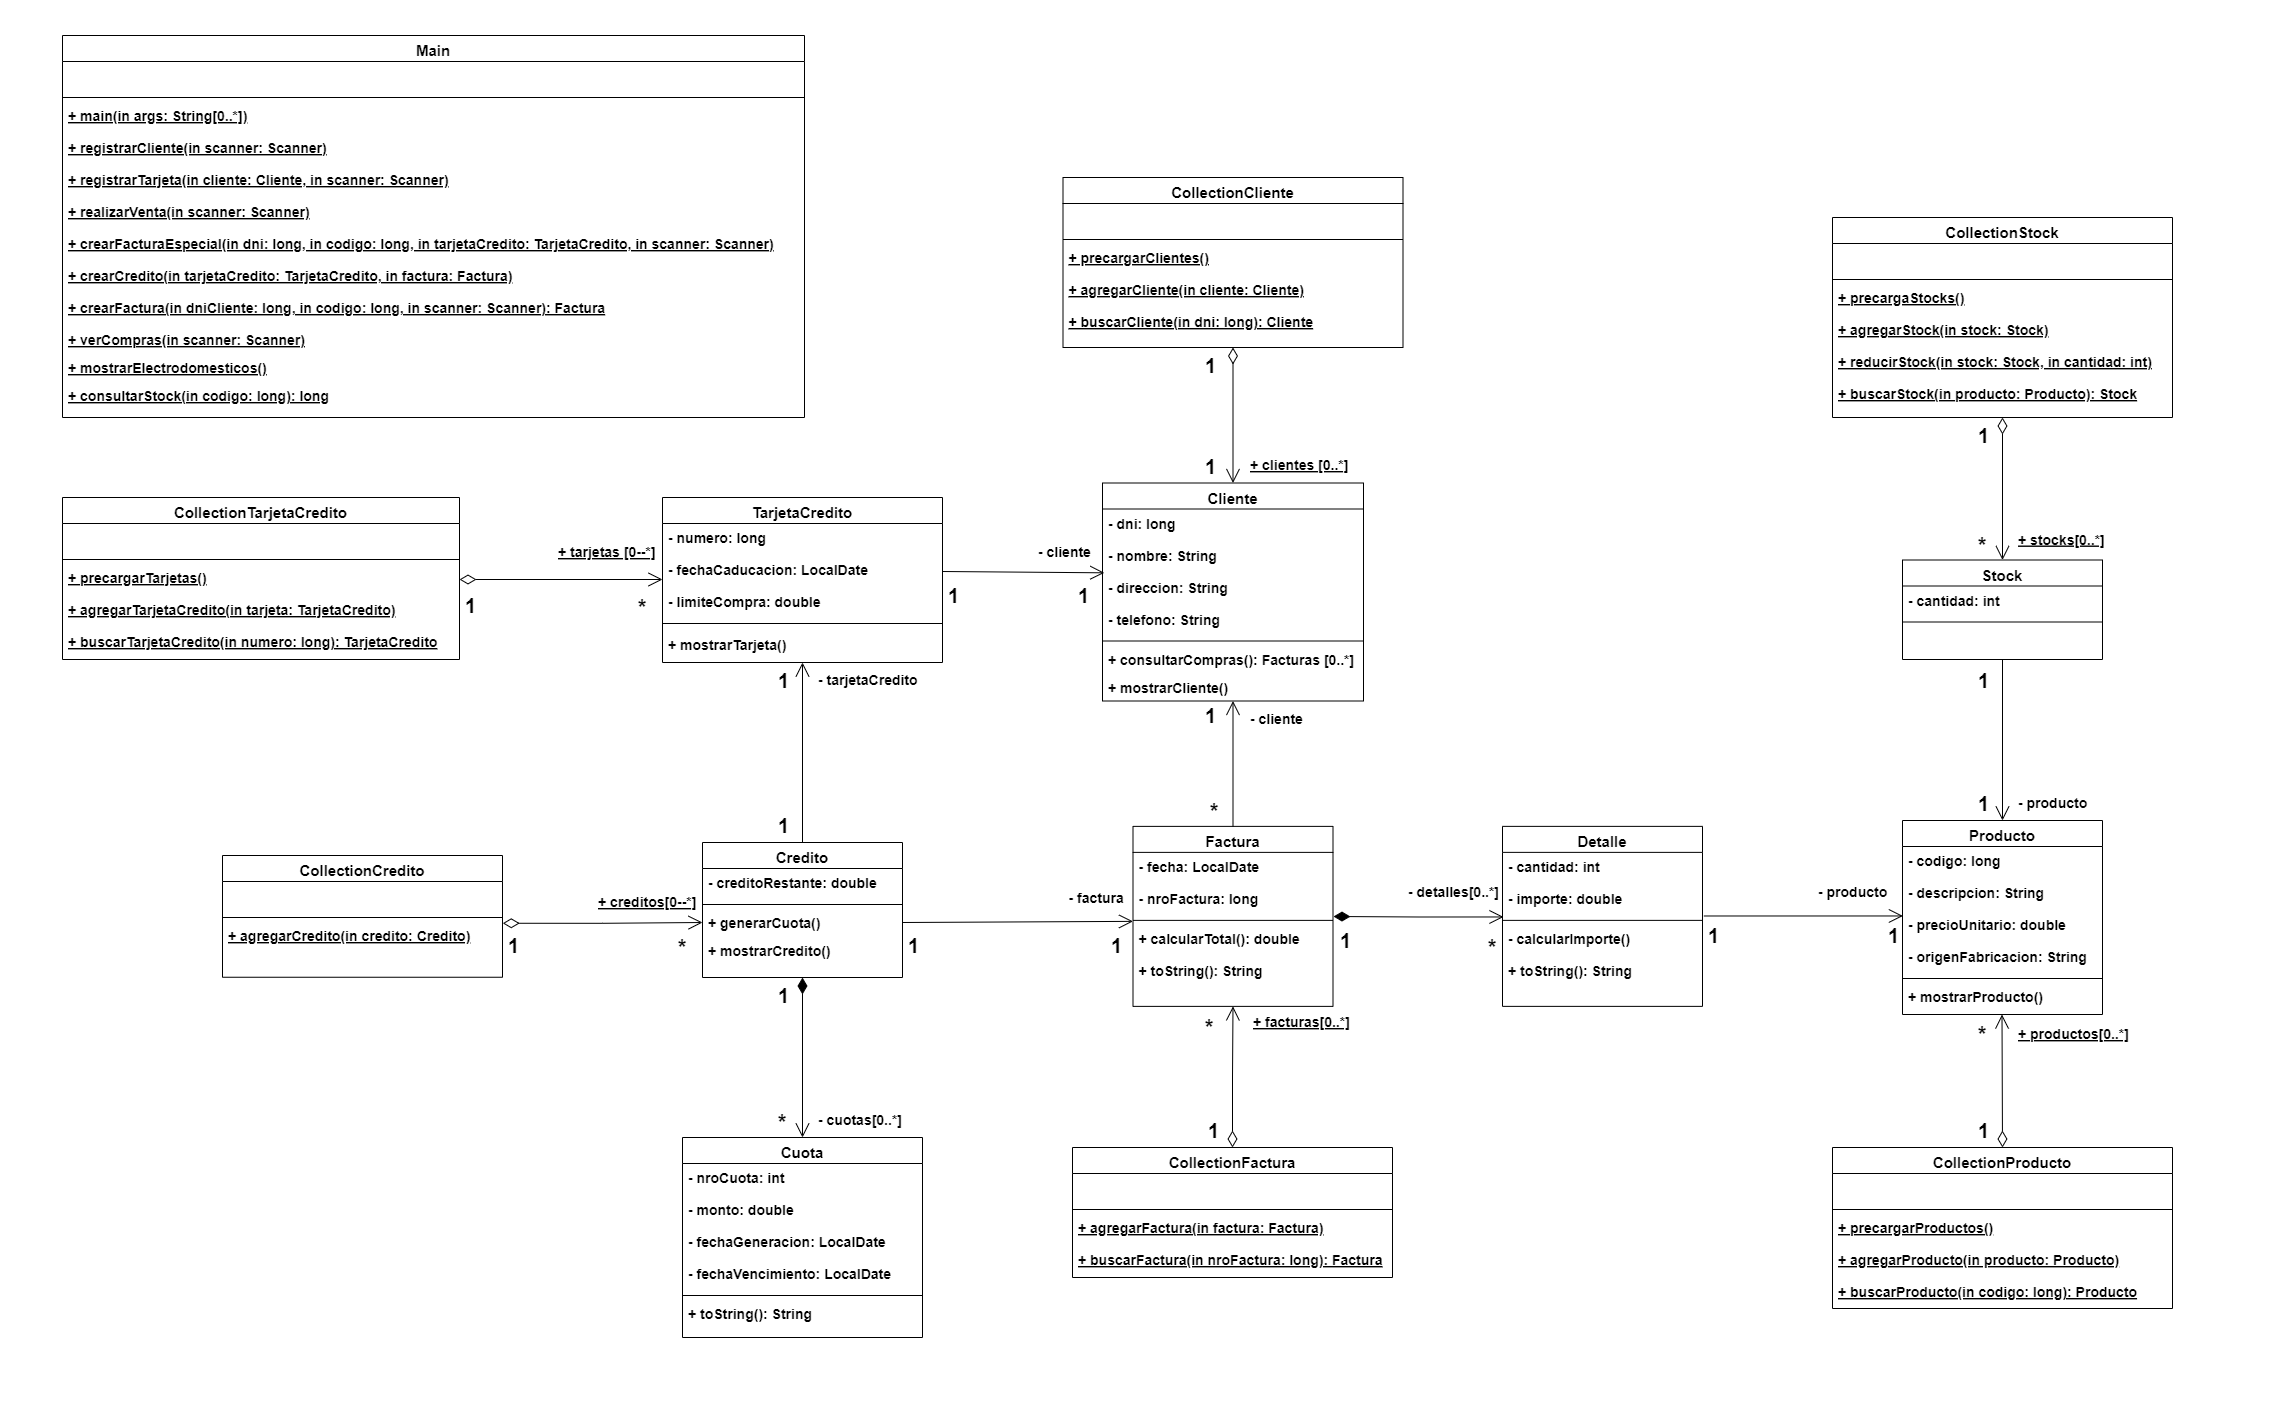 Main
+ main(in args: String[0..*])
+ registrarCliente(in scanner: Scanner)
+ registrarTarjeta(in cliente: Cliente, in scanner: Scanner)
+ realizarVenta(in scanner: Scanner)
+ crearFacturaEspecial(in dni: long, in codigo: long, in tarjetaCredito: TarjetaCredito, in scanner: Scanner)
+ crearCredito(in tarjetaCredito: TarjetaCredito, in factura: Factura)
+ crearFactura(in dniCliente: long, in codigo: long, in scanner: Scanner): Factura
+ verCompras(in scanner: Scanner)
+ mostrarElectrodomesticos()
+ consultarStock(in codigo: long): long
CollectionCliente
+ precargarClientes()
+ agregarCliente(in cliente: Cliente)
+ buscarCliente(in dni: long): Cliente
1
1
+ clientes [0..*]
CollectionStock
+ precargaStocks()
+ agregarStock(in stock: Stock)
+ reducirStock(in stock: Stock, in cantidad: int)
+ buscarStock(in producto: Producto): Stock
1
*
+ stocks[0..*]
CollectionTarjetaCredito
+ precargarTarjetas()
+ agregarTarjetaCredito(in tarjeta: TarjetaCredito)
+ buscarTarjetaCredito(in numero: long): TarjetaCredito
1
+ tarjetas [0--*]
*
TarjetaCredito
- numero: long
- fechaCaducacion: LocalDate
- limiteCompra: double
+ mostrarTarjeta()
1
- cliente
1
Cliente
- dni: long
- nombre: String
- direccion: String
- telefono: String
+ consultarCompras(): Facturas [0..*]
+ mostrarCliente()
Stock
- cantidad: int
1
1
- producto
1
- tarjetaCredito
1
1
- cliente
*
CollectionCredito
+ agregarCredito(in credito: Credito)
1
+ creditos[0--*]
*
Credito
- creditoRestante: double
+ generarCuota()
+ mostrarCredito()
1
- factura
1
Factura
- fecha: LocalDate
- nroFactura: long
+ calcularTotal(): double
+ toString(): String
1
- detalles[0..*]
*
Detalle
- cantidad: int
- importe: double
- calcularImporte()
+ toString(): String
1
- producto
1
Producto
- codigo: long
- descripcion: String
- precioUnitario: double
- origenFabricacion: String
+ mostrarProducto()
1
*
- cuotas[0..*]
*
+ facturas[0..*]
1
*
+ productos[0..*]
1
Cuota
- nroCuota: int
- monto: double
- fechaGeneracion: LocalDate
- fechaVencimiento: LocalDate
+ toString(): String
CollectionFactura
+ agregarFactura(in factura: Factura)
+ buscarFactura(in nroFactura: long): Factura
CollectionProducto
+ precargarProductos()
+ agregarProducto(in producto: Producto)
+ buscarProducto(in codigo: long): Producto